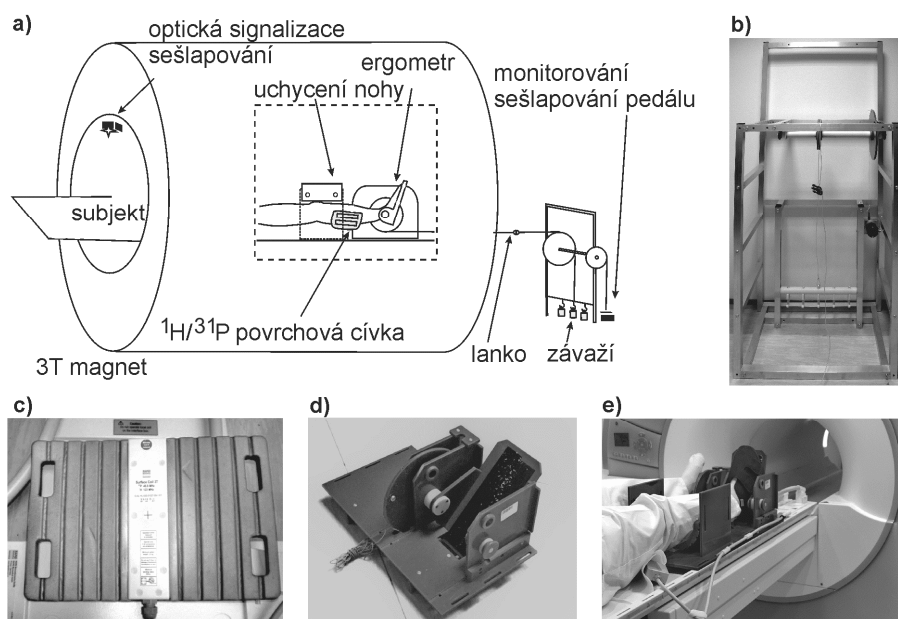 a)
optická signalizace
sešlapování
ergometr
uchycení nohy
monitorování
sešlapování pedálu
subjekt
¹H/³¹P povrchová cívka
lanko
závaží
3T magnet
b)
c)
d)
e)